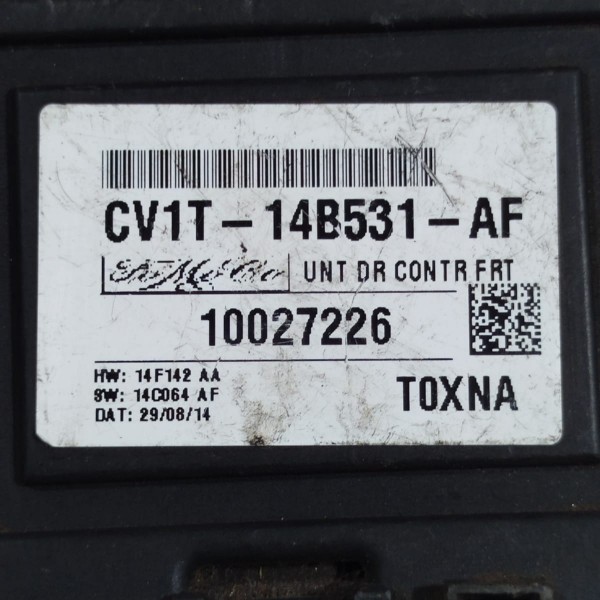 CV1T-14B531-AF
UNT DR CONTR FRT
10027226
HW: 14F142 AA
SW: 14C064 AF
DAT: 29/08/14
TOXNA